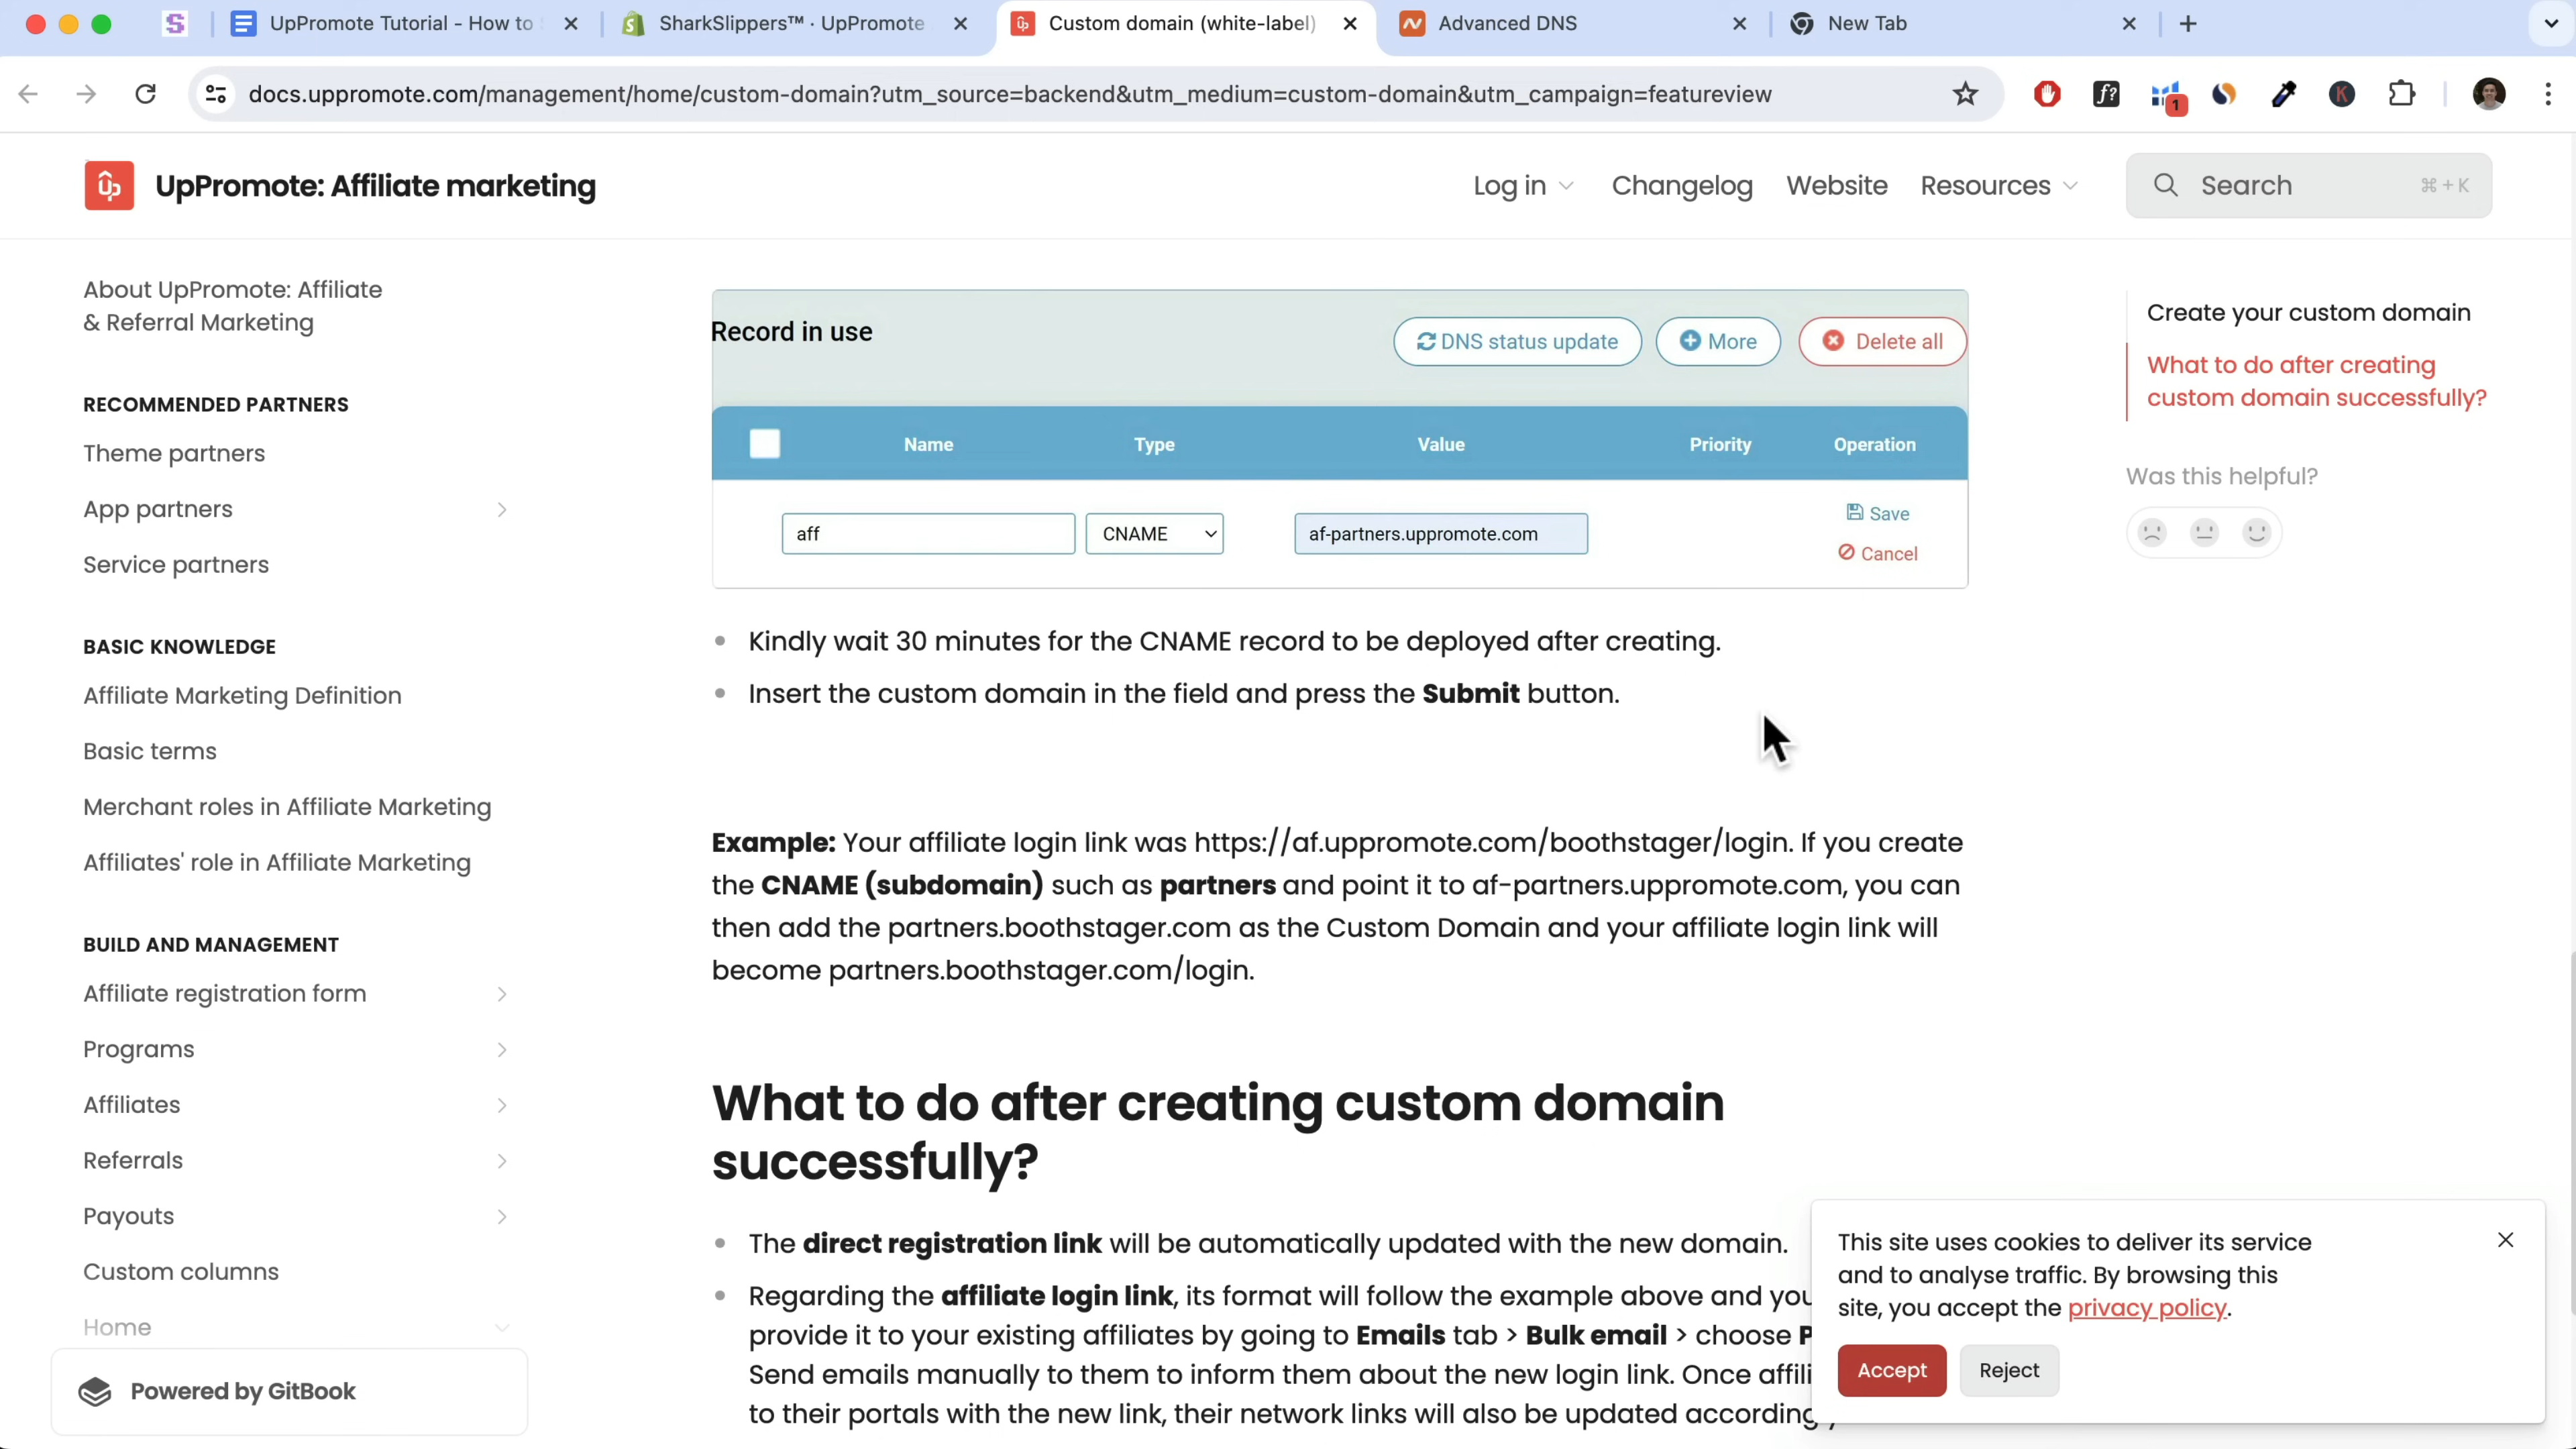 UpPromote Tutorial - How to
SharkSlippers™ · UpPromote
Custom domain (white-label)
Advanced DNS
New Tab
docs.uppromote.com/management/home/custom-domain?utm_source=backend&utm_medium=custom-domain&utm_campaign=featureview
f?
1
K
UpPromote: Affiliate marketing
Log in
Changelog
Website
Resources
Search
⌘ + K
About UpPromote: Affiliate
& Referral Marketing
RECOMMENDED PARTNERS
Theme partners
App partners
Service partners
BASIC KNOWLEDGE
Affiliate Marketing Definition
Basic terms
Merchant roles in Affiliate Marketing
Affiliates' role in Affiliate Marketing
BUILD AND MANAGEMENT
Affiliate registration form
Programs
Affiliates
Referrals
Payouts
Custom columns
Home
Powered by GitBook
Record in use
DNS status update
More
Delete all
Name Type Value Priority Operation
aff CNAME af-partners.uppromote.com
Save
Cancel
Kindly wait 30 minutes for the CNAME record to be deployed after creating.
Insert the custom domain in the field and press the Submit button.
Example: Your affiliate login link was https://af.uppromote.com/boothstager/login. If you create
the CNAME (subdomain) such as partners and point it to af-partners.uppromote.com, you can
then add the partners.boothstager.com as the Custom Domain and your affiliate login link will
become partners.boothstager.com/login.
What to do after creating custom domain
successfully?
The direct registration link will be automatically updated with the new domain.
Regarding the affiliate login link, its format will follow the example above and you
provide it to your existing affiliates by going to Emails tab > Bulk email > choose P
Send emails manually to them to inform them about the new login link. Once affili
to their portals with the new link, their network links will also be updated accordingly
Create your custom domain
What to do after creating
custom domain successfully?
Was this helpful?
This site uses cookies to deliver its service
and to analyse traffic. By browsing this
site, you accept the privacy policy.
Accept
Reject